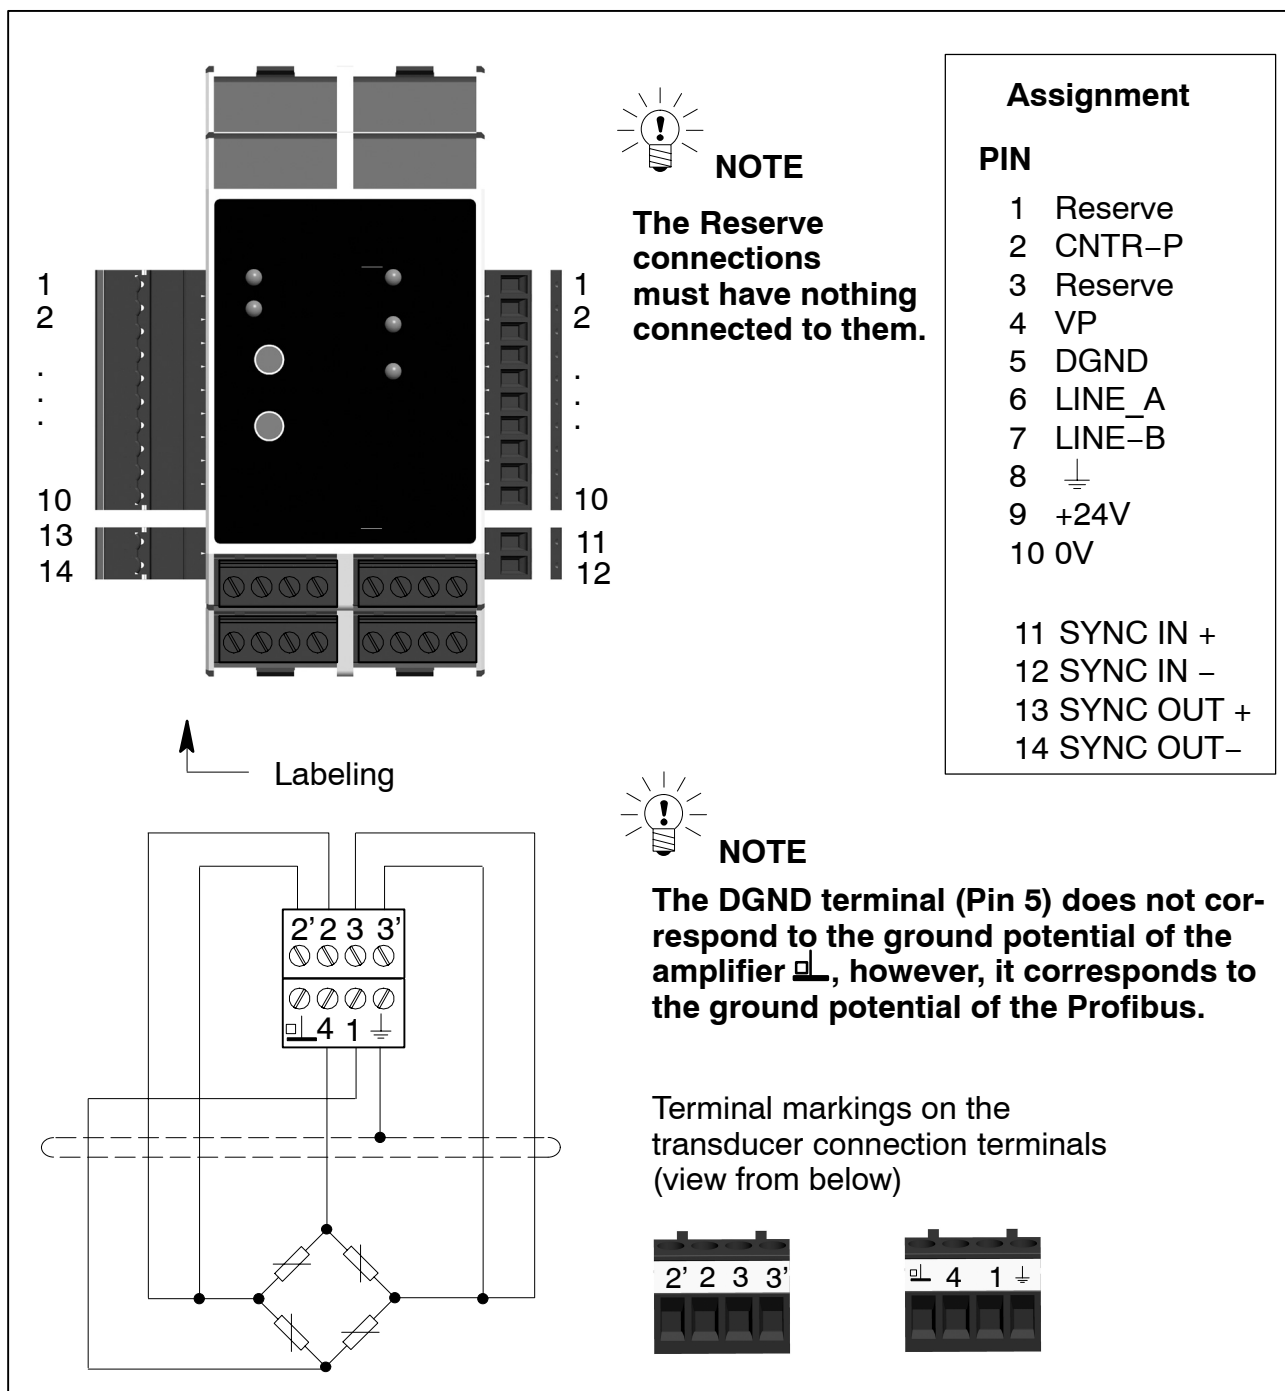 Assignment
PIN
1 Reserve
2 CNTR–P
3 Reserve
4 VP
5 DGND
6 LINE_A
7 LINE–B
8 ⏚
9 +24V
10 0V
11 SYNC IN +
12 SYNC IN –
13 SYNC OUT +
14 SYNC OUT–
NOTE
The Reserve
connections
must have nothing
connected to them.
1
2
.
.
.
10
13
14
1
2
.
.
.
10
11
12
Labeling
2' 2 3 3'
4 1 ⏚
NOTE
The DGND terminal (Pin 5) does not cor-
respond to the ground potential of the
amplifier , however, it corresponds to
the ground potential of the Profibus.
Terminal markings on the
transducer connection terminals
(view from below)
2' 2 3 3'
4 1 ⏚